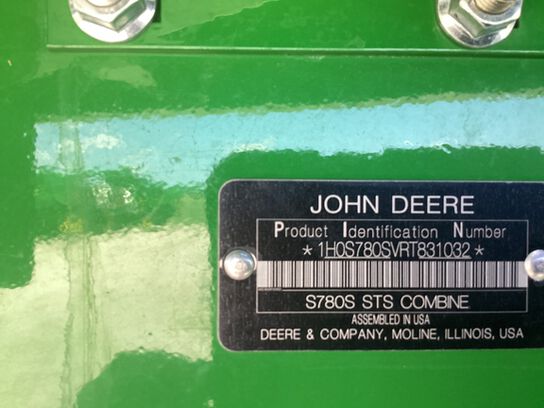 JOHN DEERE
Product Identification Number
*1H0S780SVRT831032*
S780S STS COMBINE
ASSEMBLED IN USA
DEERE & COMPANY, MOLINE, ILLINOIS, USA